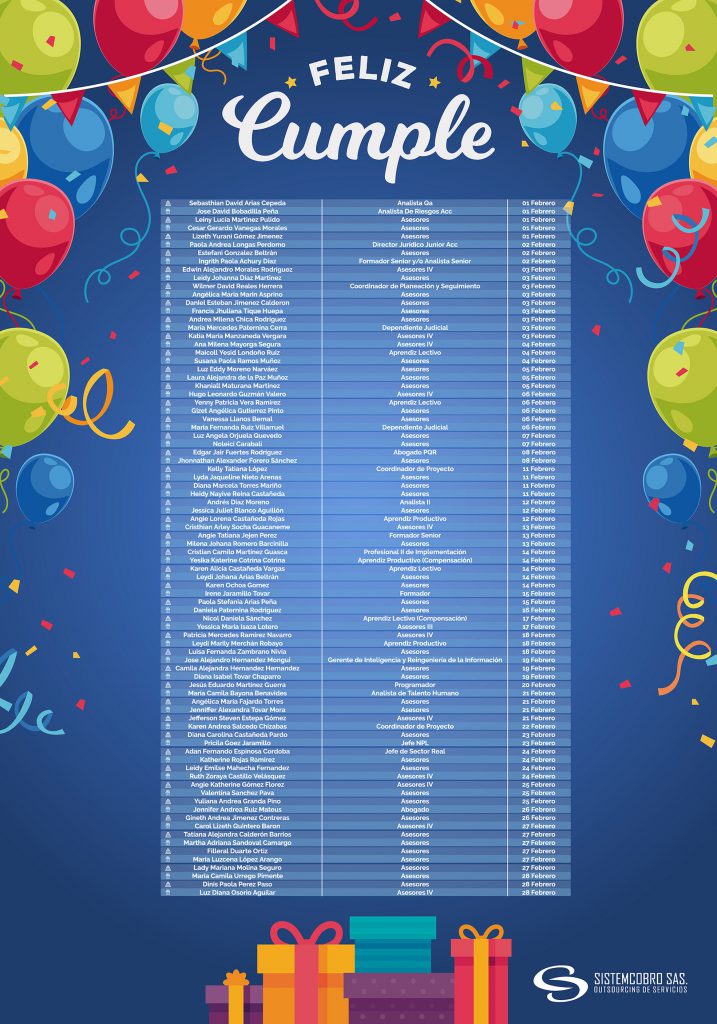 FELIZ
Cumple
Sebasthian David Arias Cepeda Analista Qa 01 Febrero
Jose David Bobadilla Peña Analista De Riesgos Acc 01 Febrero
Leiny Lucia Martinez Pulido Asesores 01 Febrero
Cesar Gerardo Vanegas Morales Asesores 01 Febrero
Lizeth Yurani Gómez Jimenez Asesores 01 Febrero
Paola Andrea Longas Perdomo Director Jurídico Junior Acc 02 Febrero
Estefani Gonzalez Beltrán Asesores 02 Febrero
Ingrith Paola Achury Diaz Formador Senior y/o Analista Senior 02 Febrero
Edwin Alejandro Morales Rodríguez Asesores IV 03 Febrero
Leidy Johanna Diaz Martinez Asesores 03 Febrero
Wilmer David Reales Herrera Coordinador de Planeación y Seguimiento 03 Febrero
Angélica María Marin Asprino Asesores 03 Febrero
Daniel Esteban Jimenez Calderon Asesores 03 Febrero
Francis Jhuliana Tique Huepa Asesores 03 Febrero
Andrea Milena Chica Rodríguez Asesores 03 Febrero
María Mercedes Paternina Cerra Dependiente Judicial 03 Febrero
Katia María Manzaneda Vergara Asesores IV 03 Febrero
Ana Milena Mayorga Segura Asesores IV 04 Febrero
Maicoll Yesid Londoño Ruiz Aprendiz Lectivo 04 Febrero
Susana Paola Ramos Muñoz Asesores 04 Febrero
Luz Eddy Moreno Narváez Asesores 05 Febrero
Laura Alejandra de la Paz Muñoz Asesores 05 Febrero
Khaniall Maturana Martinez Asesores 05 Febrero
Hugo Leonardo Guzmán Valero Asesores IV 06 Febrero
Yenny Patricia Vera Ramirez Aprendiz Lectivo 06 Febrero
Gizet Angélica Gutierrez Pinto Asesores 06 Febrero
Vanessa Llanos Bernal Asesores 06 Febrero
María Fernanda Ruiz Villarruel Dependiente Judicial 06 Febrero
Luz Angela Orjuela Quevedo Asesores 07 Febrero
Noleici Carabalí Asesores 07 Febrero
Edgar Jair Fuertes Rodríguez Abogado PQR 08 Febrero
Jhonnathan Alexander Forero Sánchez Asesores 08 Febrero
Kelly Tatiana López Coordinador de Proyecto 11 Febrero
Lyda Jaqueline Nieto Arenas Asesores 11 Febrero
Diana Marcela Torres Mariño Asesores 11 Febrero
Heidy Nayive Reina Castañeda Asesores 11 Febrero
Andrés Diaz Moreno Analista II 12 Febrero
Jessica Juliet Blanco Aguillón Asesores 12 Febrero
Angie Lorena Castañeda Rojas Aprendiz Productivo 12 Febrero
Cristhian Arley Socha Guacaneme Asesores IV 13 Febrero
Angie Tatiana Jejen Perez Formador Senior 13 Febrero
Milena Johana Romero Barcinilla Asesores 13 Febrero
Cristian Camilo Martinez Guasca Profesional II de Implementación 14 Febrero
Yesika Katerine Cotrina Cotrina Aprendiz Productivo (Compensación) 14 Febrero
Karen Alicia Castañeda Vargas Aprendiz Lectivo 14 Febrero
Leydi Johana Arias Beltrán Asesores 14 Febrero
Karen Ochoa Gomez Asesores 14 Febrero
Irene Jaramillo Tovar Formador 15 Febrero
Paola Stefania Arias Peña Asesores 15 Febrero
Daniela Paternina Rodríguez Asesores 16 Febrero
Nicol Daniela Sánchez Aprendiz Lectivo (Compensación) 17 Febrero
Yessica María Isaza Lotero Asesores III 17 Febrero
Patricia Mercedes Ramirez Navarro Asesores IV 18 Febrero
Leydi Marily Merchán Robayo Aprendiz Productivo 18 Febrero
Luisa Fernanda Zambrano Nivia Asesores 18 Febrero
Jose Alejandro Hernandez Monguí Gerente de Inteligencia y Reingeniería de la Información 19 Febrero
Camila Alejandra Hernandez Hernandez Asesores 19 Febrero
Diana Isabel Tovar Chaparro Asesores 19 Febrero
Jesús Eduardo Martinez Guerra Programador 20 Febrero
María Camila Bayona Benavides Analista de Talento Humano 21 Febrero
Angélica María Fajardo Torres Asesores 21 Febrero
Jenniffer Alexandra Tovar Mora Asesores 21 Febrero
Jefferson Steven Estepa Gómez Asesores IV 21 Febrero
Karen Andrea Salcedo Chizabas Coordinador de Proyecto 22 Febrero
Diana Carolina Castañeda Pardo Asesores 23 Febrero
Pricila Goez Jaramillo Jefe NPL 23 Febrero
Adan Fernando Espinosa Cordoba Jefe de Sector Real 24 Febrero
Katherine Rojas Ramirez Asesores 24 Febrero
Leidy Emilse Mahecha Fernandez Asesores 24 Febrero
Ruth Zoraya Castillo Velásquez Asesores IV 24 Febrero
Angie Katherine Gómez Florez Asesores IV 25 Febrero
Valentina Sanchez Pava Asesores 25 Febrero
Yuliana Andrea Granda Pino Asesores 25 Febrero
Jennifer Andrea Ruiz Mateus Abogado 26 Febrero
Gineth Andrea Jimenez Contreras Asesores 26 Febrero
Carol Lizeth Quintero Baron Asesores IV 27 Febrero
Tatiana Alejandra Calderón Barrios Asesores 27 Febrero
Martha Adriana Sandoval Camargo Asesores 27 Febrero
Filleral Duarte Ortiz Asesores 27 Febrero
María Luzcena López Arango Asesores 27 Febrero
Lady Mariana Molina Seguro Asesores 27 Febrero
María Camila Urrego Pimente Asesores 28 Febrero
Dinis Paola Perez Paso Asesores 28 Febrero
Luz Diana Osorio Aguilar Asesores IV 28 Febrero
SISTEMCOBRO SAS.
OUTSOURCING DE SERVICIOS